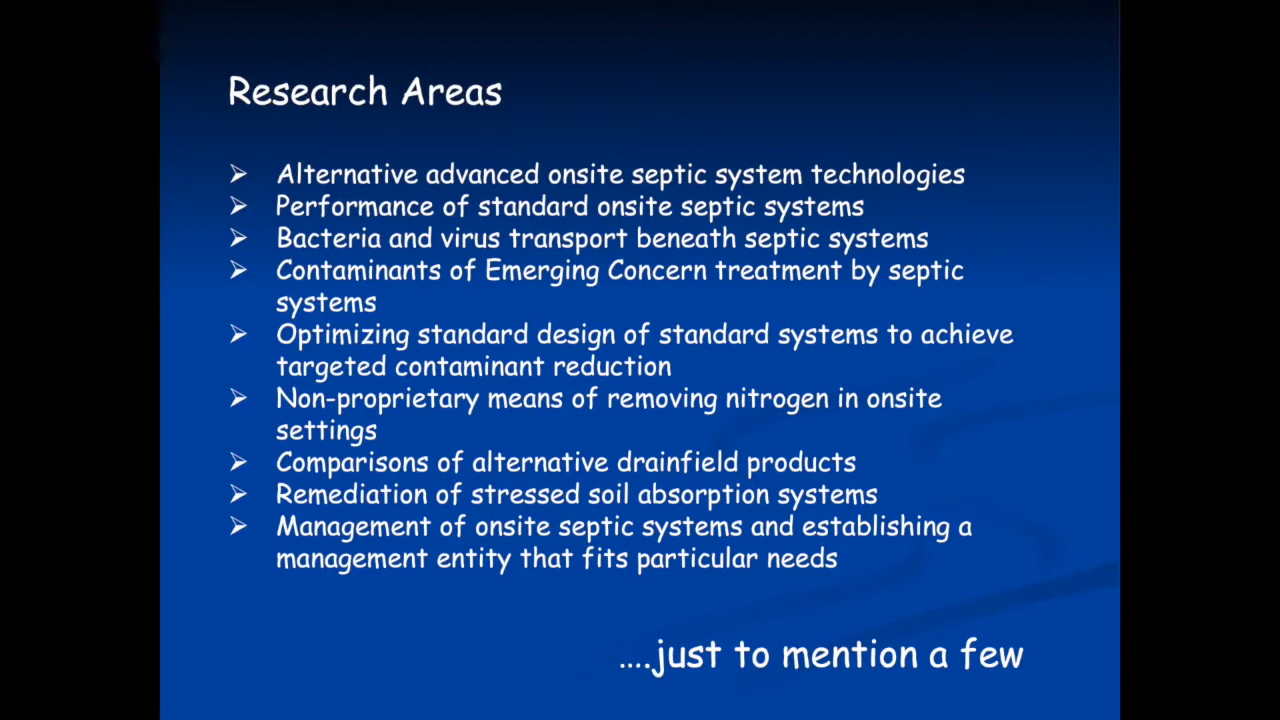 Research Areas
➢ Alternative advanced onsite septic system technologies
➢ Performance of standard onsite septic systems
➢ Bacteria and virus transport beneath septic systems
➢ Contaminants of Emerging Concern treatment by septic
systems
➢ Optimizing standard design of standard systems to achieve
targeted contaminant reduction
➢ Non-proprietary means of removing nitrogen in onsite
settings
➢ Comparisons of alternative drainfield products
➢ Remediation of stressed soil absorption systems
➢ Management of onsite septic systems and establishing a
management entity that fits particular needs
....just to mention a few